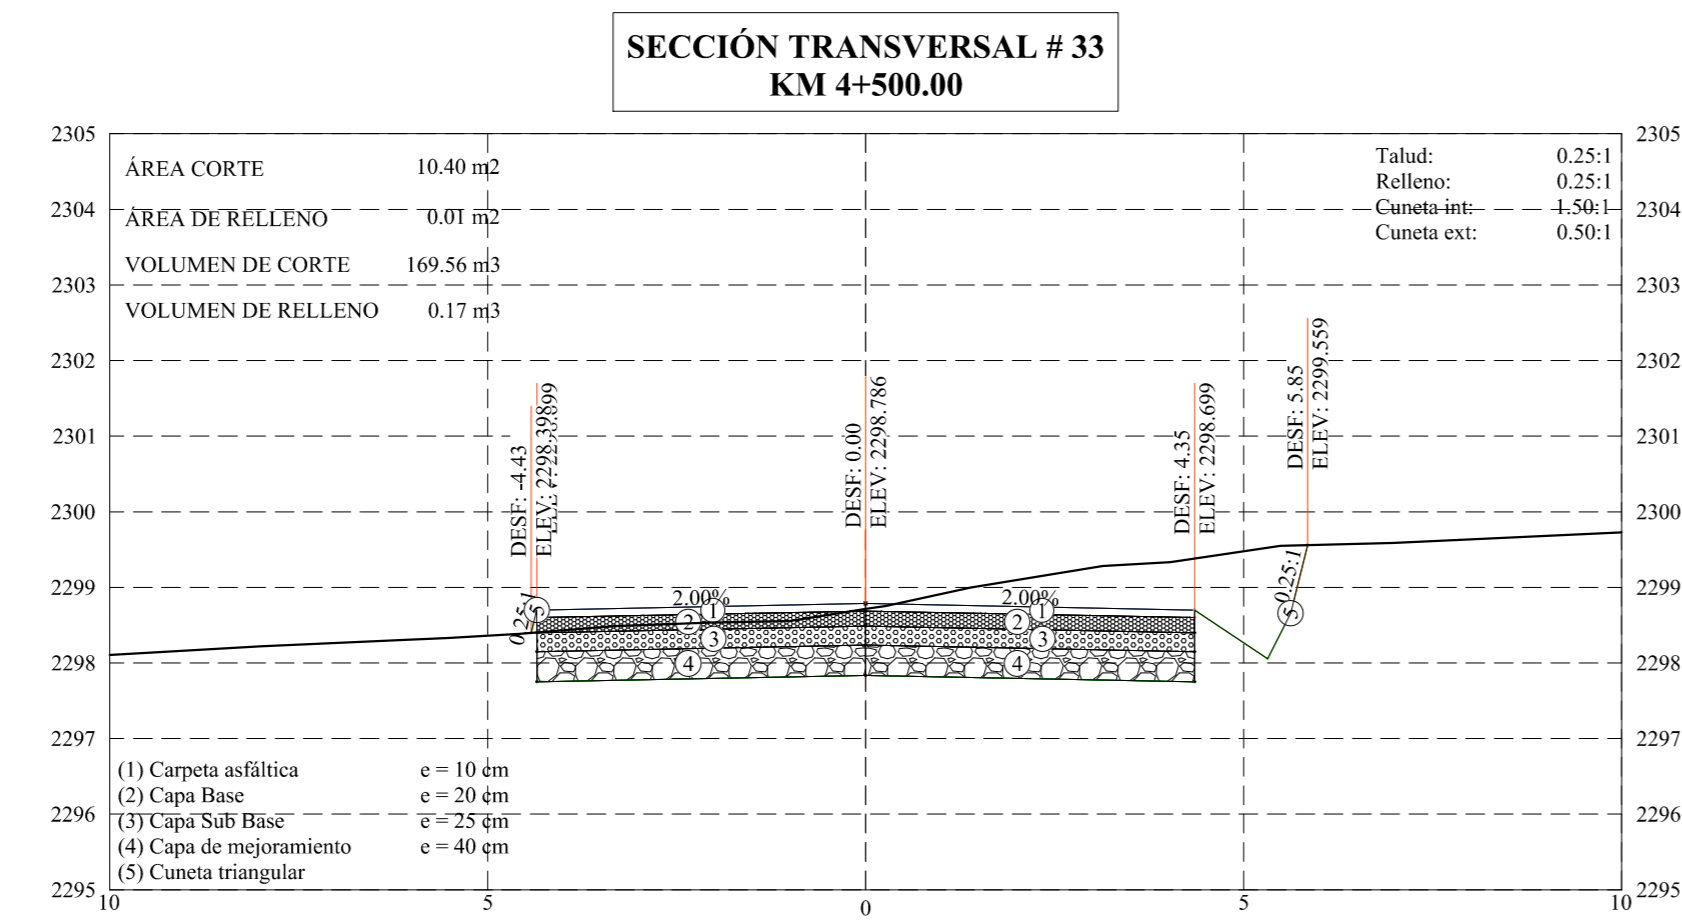 SECCIÓN TRANSVERSAL # 33
KM 4+500.00
2305 2305
ÁREA CORTE 10.40 m2
Talud: 0.25:1
Relleno: 0.25:1
2304 ÁREA DE RELLENO 0.01 m2 Cuneta int: 1.50:1 2304
Cuneta ext: 0.50:1
VOLUMEN DE CORTE 169.56 m3
2303 2303
VOLUMEN DE RELLENO 0.17 m3
2302 2302
2301 2301
2300 2300
2299 2299
2298 2298
2297 2297
2296 2296
2295 2295
DESF: -4.43
DESF: 0.00
ELEV: 2298.786
DESF: 4.35
ELEV: 2298.699
DESF: 5.85
ELEV: 2299.559
0.25:1
5
2.00%
1
2
3
4
2.00%
1
2
3
4
0.25:1
5
(1) Carpeta asfáltica e = 10 cm
(2) Capa Base e = 20 cm
(3) Capa Sub Base e = 25 cm
(4) Capa de mejoramiento e = 40 cm
(5) Cuneta triangular
10 5 0 5 10